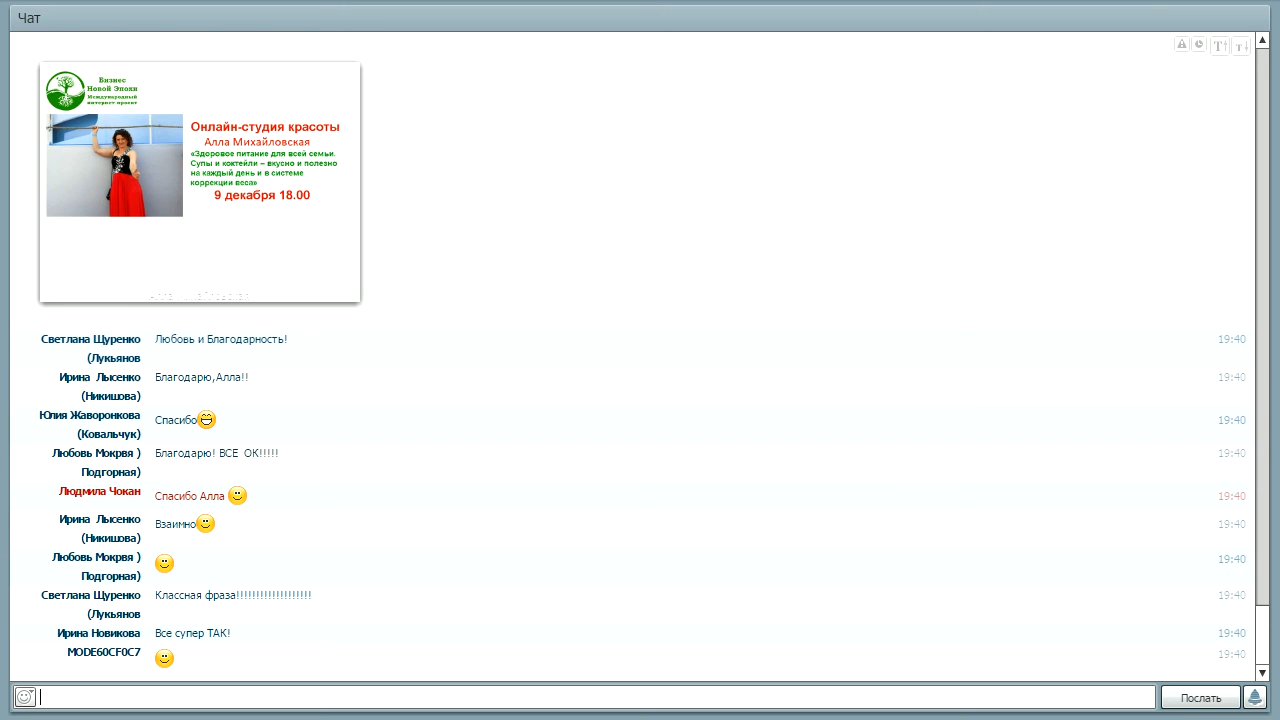 Чат
Бизнес
Новой Эпохи
Международный
интернет проект
Онлайн-студия красоты
Алла Михайловская
«Здоровое питание для всей семьи.
Супы и коктейли – вкусно и полезно
на каждый день и в системе
коррекции веса»
9 декабря 18.00
Светлана Щуренко Любовь и Благодарность! 19:40
(Лукьянов
Ирина Лысенко Благодарю,Алла!! 19:40
(Никишова)
Юлия Жаворонкова Спасибо 19:40
(Ковальчук)
Любовь Мокрвя ) Благодарю! ВСЕ ОК!!!!! 19:40
Подгорная)
Людмила Чокан Спасибо Алла 19:40
Ирина Лысенко Взаимно 19:40
(Никишова)
Любовь Мокрвя ) 19:40
Подгорная)
Светлана Щуренко Классная фраза!!!!!!!!!!!!!!!!!!! 19:40
(Лукьянов
Ирина Новикова Все супер ТАК! 19:40
MODE60CF0C7 19:40
Послать